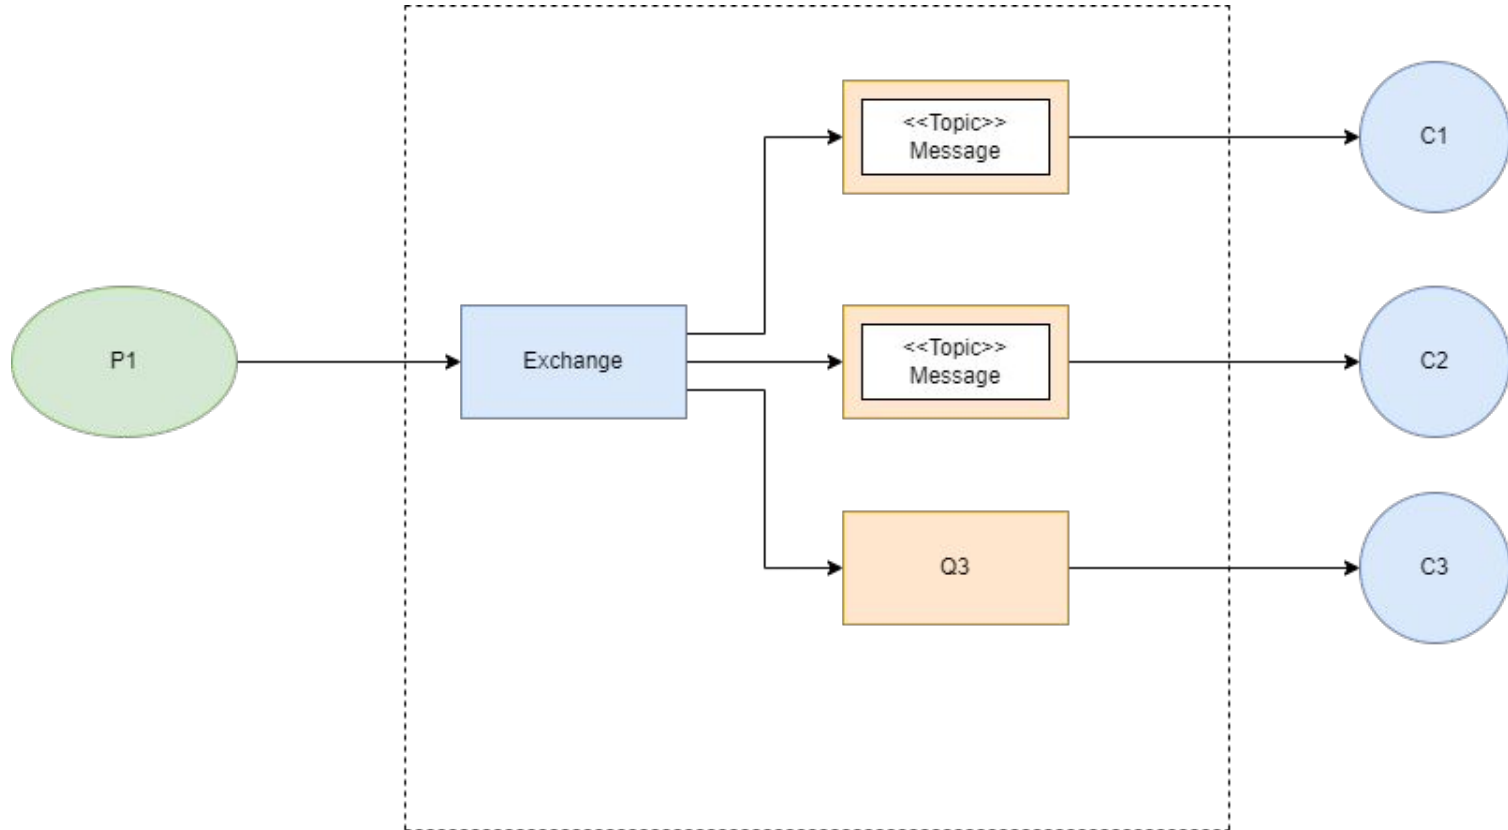 <<Topic>>
Message
C1
P1
Exchange
<<Topic>>
Message
C2
Q3
C3